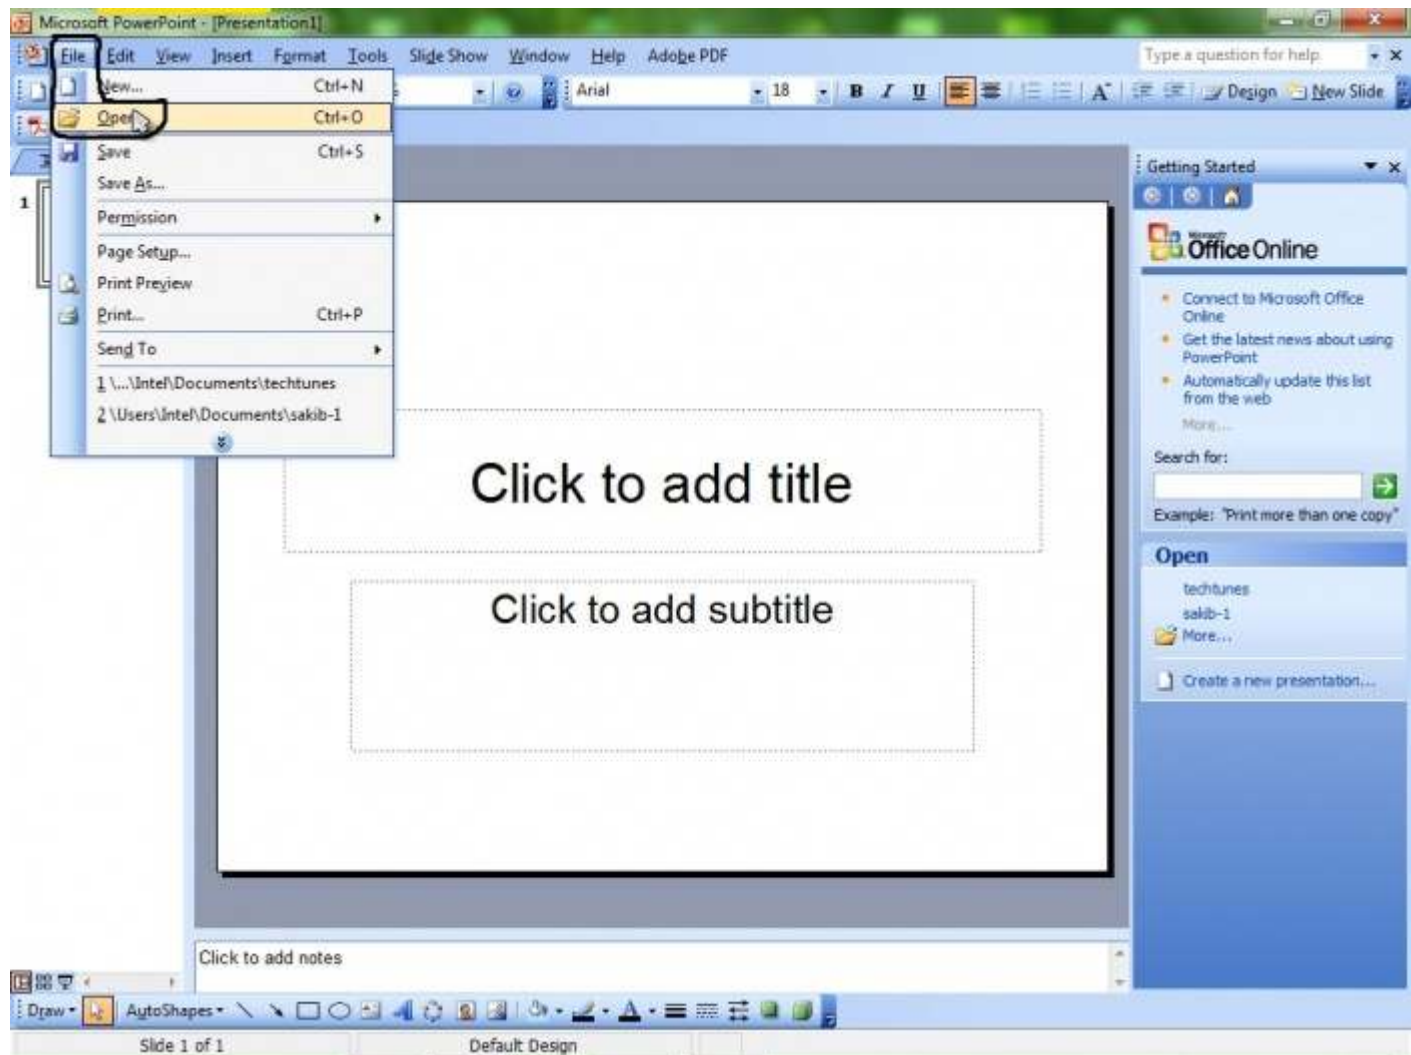 Microsoft PowerPoint - [Presentation1]
File Edit View Insert Format Tools Slide Show Window Help Adobe PDF Type a question for help
Arial 18 B I U A Design New Slide
New... Ctrl+N
Open Ctrl+O
Save Ctrl+S
Save As...
Permission
Page Setup...
Print Preview
Print... Ctrl+P
Send To
1 \...\Intel\Documents\techtunes
2 \Users\Intel\Documents\sakib-1
1
Click to add title
Click to add subtitle
Click to add notes
Getting Started
Microsoft
Office Online
Connect to Microsoft Office
Online
Get the latest news about using
PowerPoint
Automatically update this list
from the web
More...
Search for:
Example: "Print more than one copy"
Open
techtunes
sakib-1
More...
Create a new presentation...
Draw AutoShapes A
Slide 1 of 1 Default Design